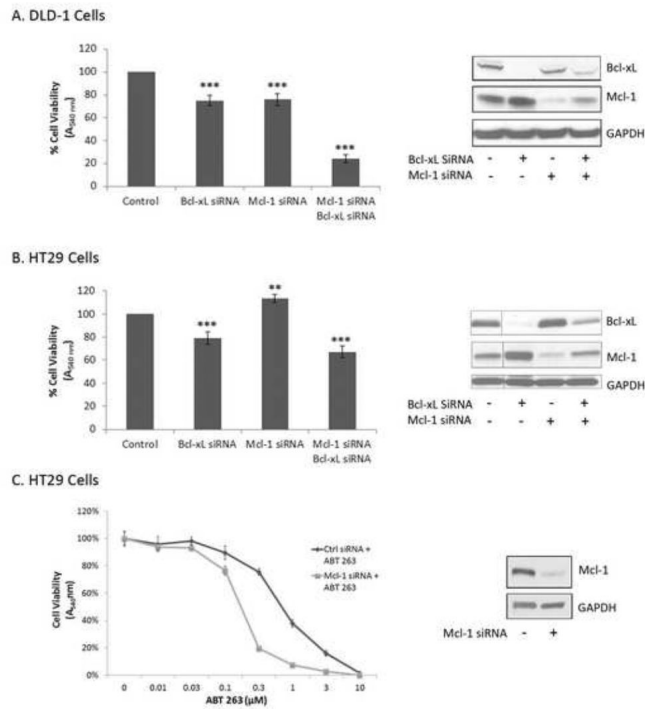 A. DLD-1 Cells
120
100
80
60
40
20
0
% Cell Viability
(A540 nm)
***
***
***
Control
Bcl-xL siRNA
Mcl-1 siRNA
Mcl-1 siRNA
Bcl-xL siRNA
Bcl-xL
Mcl-1
GAPDH
Bcl-xL SiRNA - + - +
Mcl-1 siRNA - - + +
B. HT29 Cells
120
100
80
60
40
20
0
% Cell Viability
(A540 nm)
***
**
***
Control
Bcl-xL siRNA
Mcl-1 siRNA
Mcl-1 siRNA
Bcl-xL siRNA
Bcl-xL
Mcl-1
GAPDH
Bcl-xL SiRNA - + - +
Mcl-1 siRNA - - + +
C. HT29 Cells
120%
100%
80%
60%
40%
20%
0%
Cell Viability
(A540nm)
Ctrl siRNA +
ABT 263
Mcl-1 siRNA +
ABT 263
0 0.01 0.03 0.1 0.3 1 3 10
ABT 263 (µM)
Mcl-1
GAPDH
Mcl-1 siRNA - +